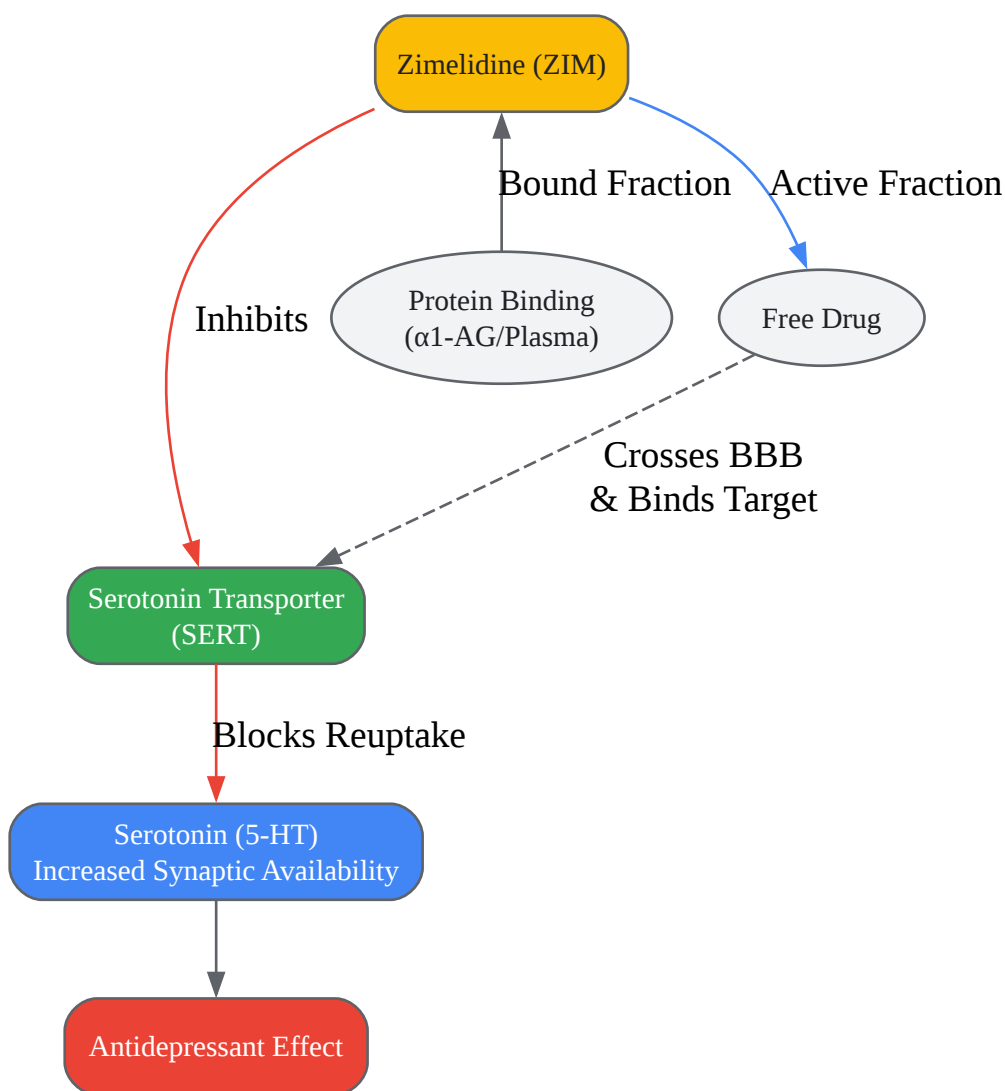 Zimelidine (ZIM)
Bound Fraction
Active Fraction
Inhibits
Protein Binding
(α1-AG/Plasma)
Free Drug
Crosses BBB
& Binds Target
Serotonin Transporter
(SERT)
Blocks Reuptake
Serotonin (5-HT)
Increased Synaptic Availability
Antidepressant Effect